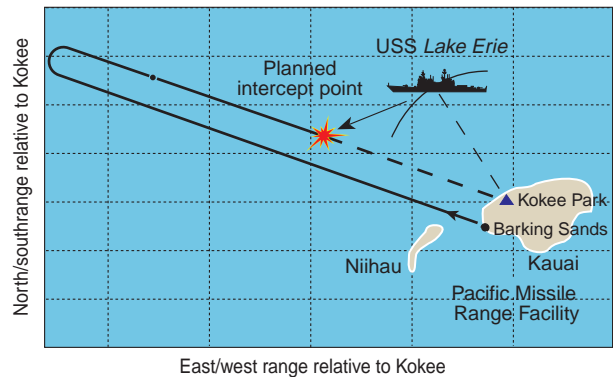 USS Lake Erie
Planned
intercept point
Kokee Park
Barking Sands
Niihau
Kauai
Pacific Missile
Range Facility
North/southrange relative to Kokee
East/west range relative to Kokee